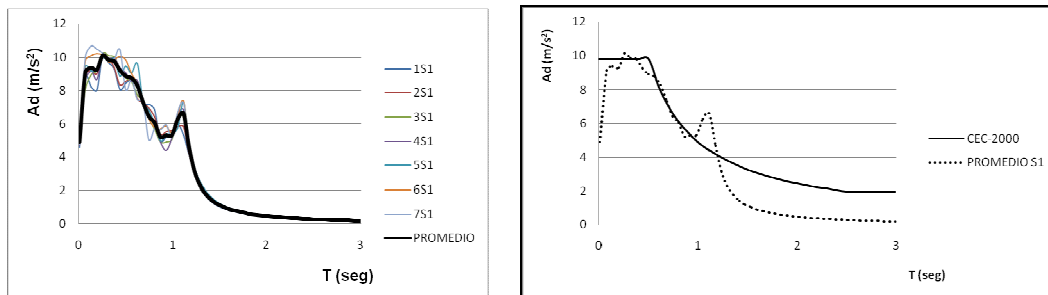 12
10
8
6
4
2
0
Ad (m/s²)
0
1
2
3
T (seg)
1S1
2S1
3S1
4S1
5S1
6S1
7S1
PROMEDIO
12
10
8
6
4
2
0
Ad (m/s²)
0
1
2
3
T (seg)
CEC-2000
PROMEDIO S1